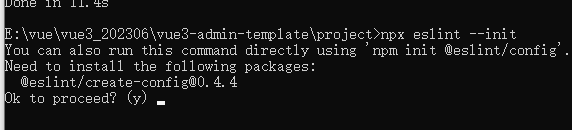 Done in 11.4s
E:\vue\vue3_202306\vue3-admin-template\project>npx eslint --init
You can also run this command directly using 'npm init @eslint/config'.
Need to install the following packages:
@eslint/create-config@0.4.4
Ok to proceed? (y)